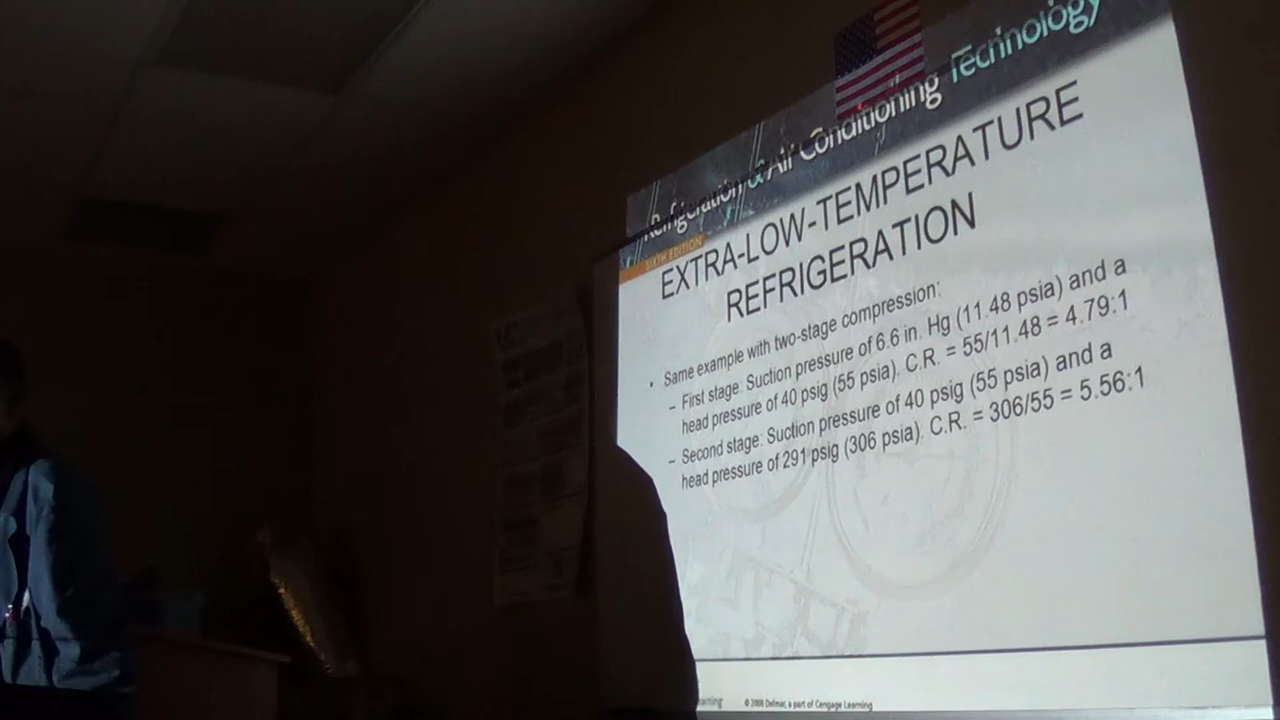 Refrigeration & Air Conditioning Technology
SIXTH EDITION
EXTRA-LOW-TEMPERATURE
REFRIGERATION
• Same example with two-stage compression:
– First stage: Suction pressure of 6.6 in. Hg (11.48 psia) and a
head pressure of 40 psig (55 psia). C.R. = 55/11.48 = 4.79:1
– Second stage: Suction pressure of 40 psig (55 psia) and a
head pressure of 291 psig (306 psia). C.R. = 306/55 = 5.56:1
© 2008 Delmar, a part of Cengage Learning